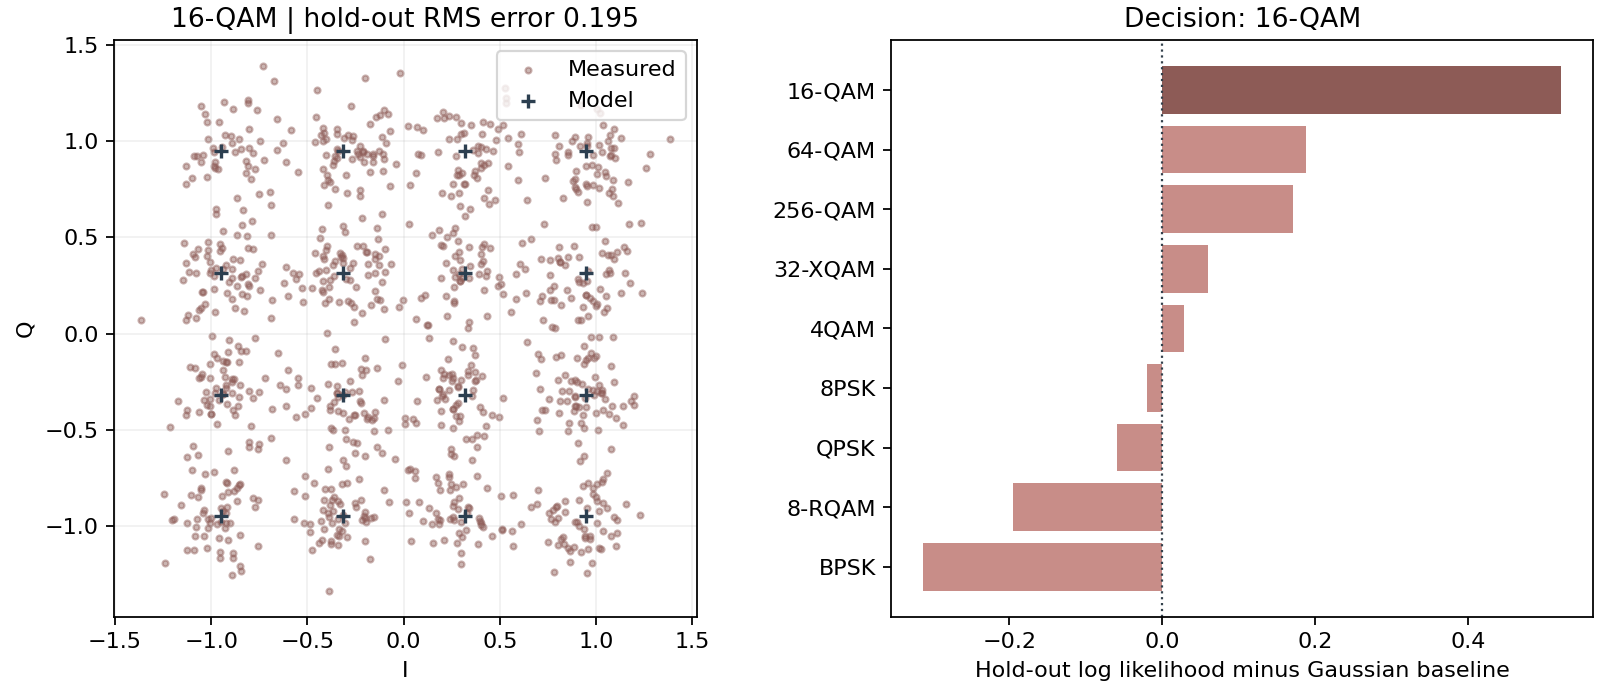 16-QAM | hold-out RMS error 0.195
Measured
Model
1.5
1.0
0.5
0.0
−0.5
−1.0
Q
−1.5
−1.0
−0.5
0.0
0.5
1.0
1.5
I
Decision: 16-QAM
16-QAM
64-QAM
256-QAM
32-XQAM
4QAM
8PSK
QPSK
8-RQAM
BPSK
−0.2
0.0
0.2
0.4
Hold-out log likelihood minus Gaussian baseline